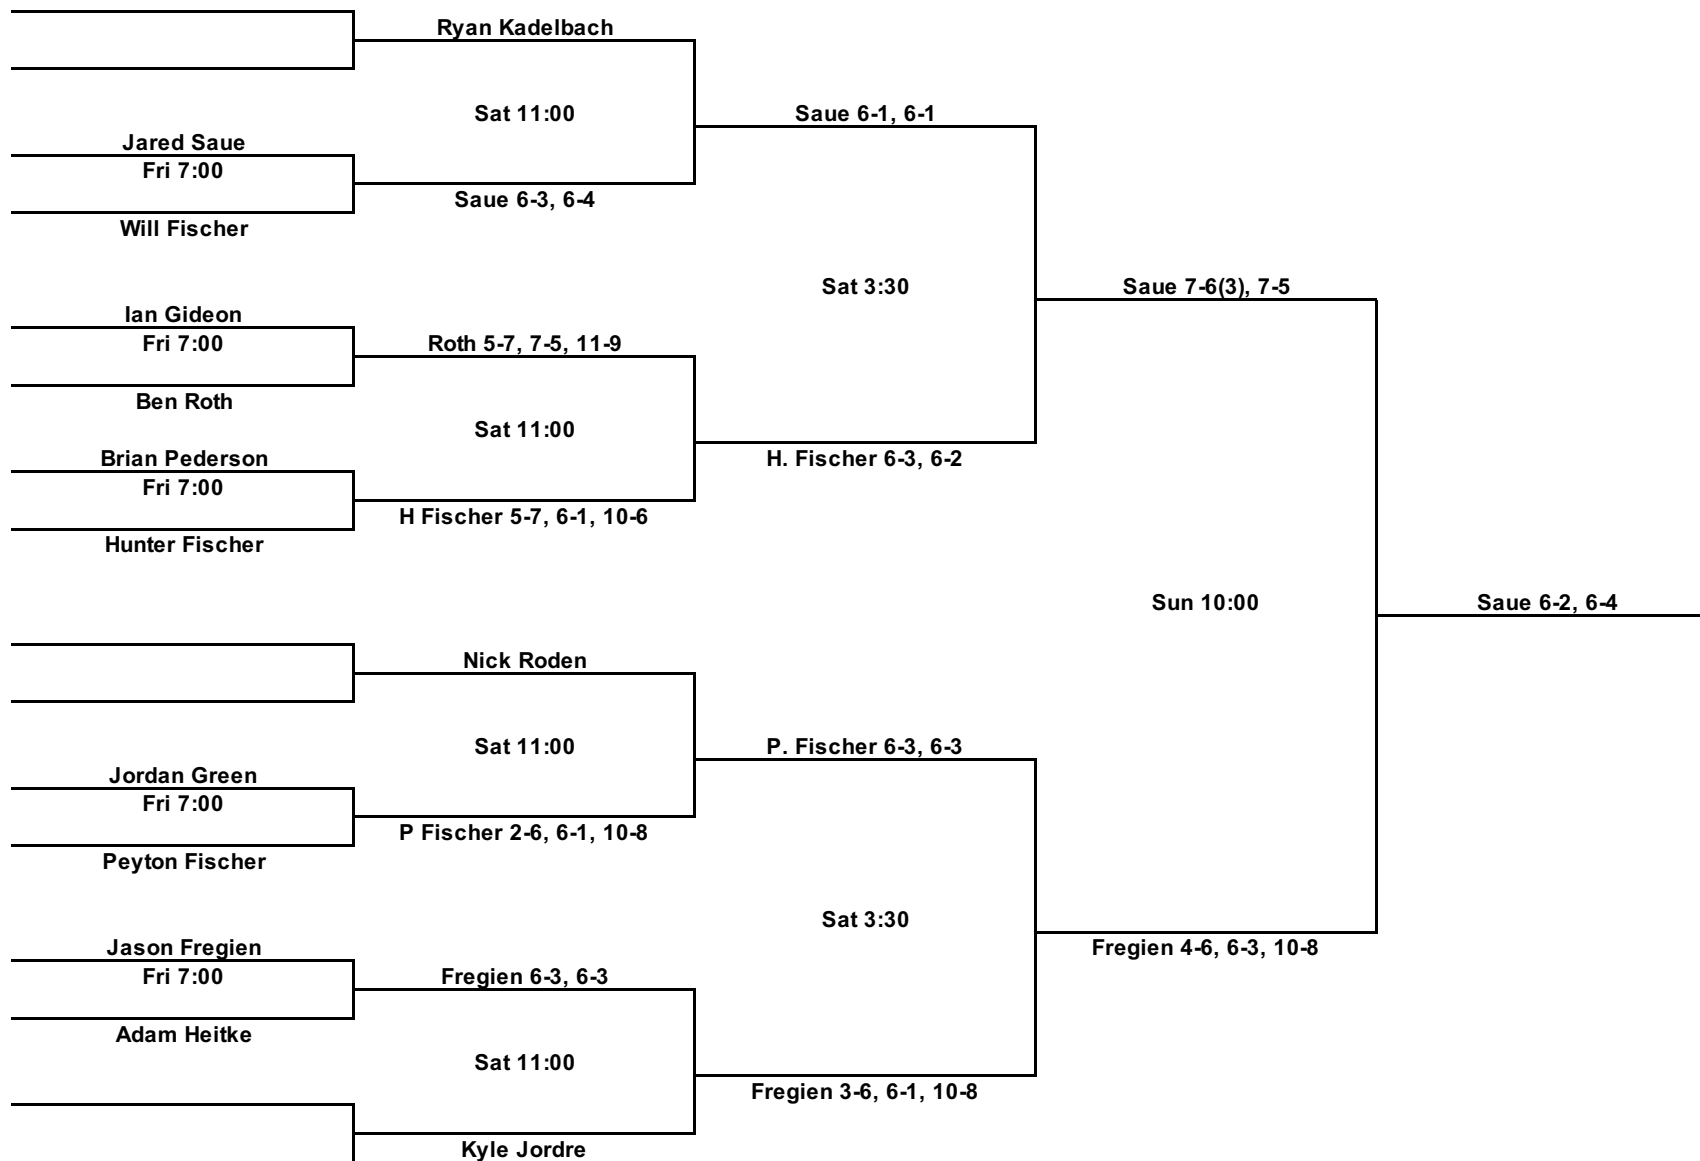 Ryan Kadelbach
Sat 11:00
Saue 6-1, 6-1
Jared Saue
Fri 7:00
Saue 6-3, 6-4
Will Fischer
Sat 3:30
Saue 7-6(3), 7-5
Ian Gideon
Fri 7:00
Roth 5-7, 7-5, 11-9
Ben Roth
Sat 11:00
Brian Pederson
H. Fischer 6-3, 6-2
Fri 7:00
H Fischer 5-7, 6-1, 10-6
Hunter Fischer
Sun 10:00
Saue 6-2, 6-4
Nick Roden
Sat 11:00
P. Fischer 6-3, 6-3
Jordan Green
Fri 7:00
P Fischer 2-6, 6-1, 10-8
Peyton Fischer
Sat 3:30
Jason Fregien
Fregien 4-6, 6-3, 10-8
Fri 7:00
Fregien 6-3, 6-3
Adam Heitke
Sat 11:00
Fregien 3-6, 6-1, 10-8
Kyle Jordre